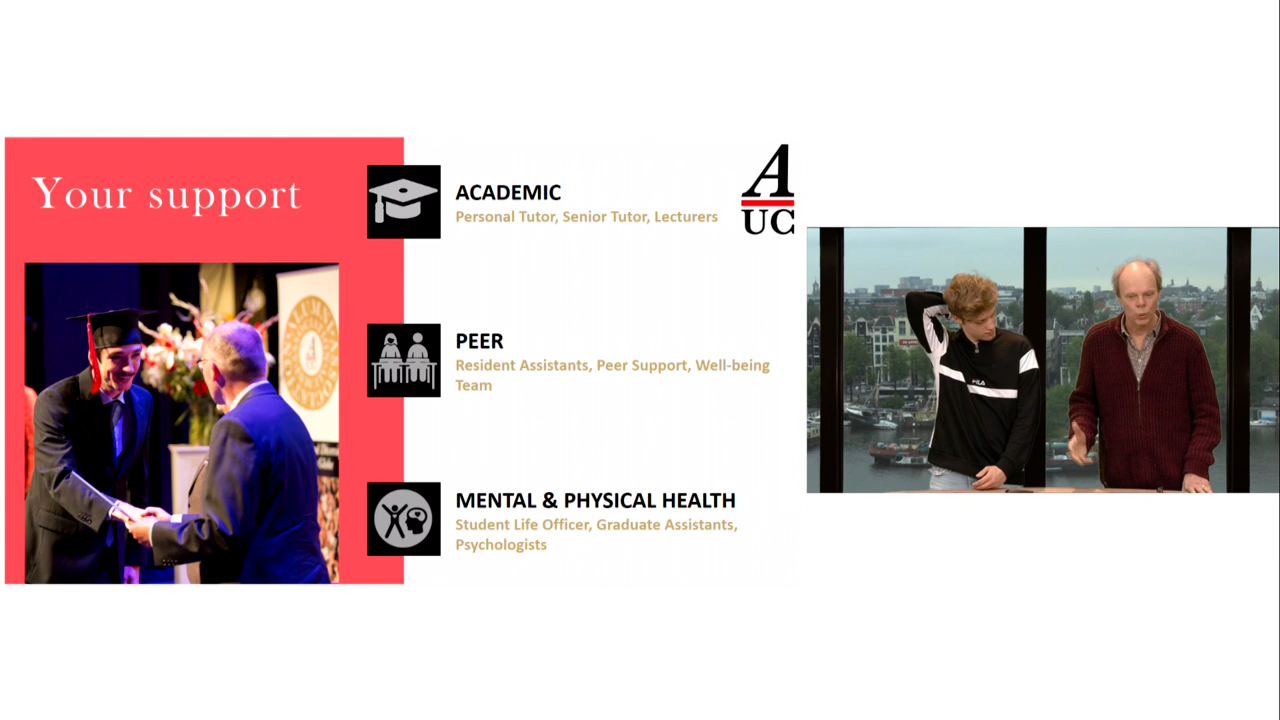 Your support
ACADEMIC
Personal Tutor, Senior Tutor, Lecturers
PEER
Resident Assistants, Peer Support, Well-being
Team
MENTAL & PHYSICAL HEALTH
Student Life Officer, Graduate Assistants,
Psychologists
A
UC
FILA